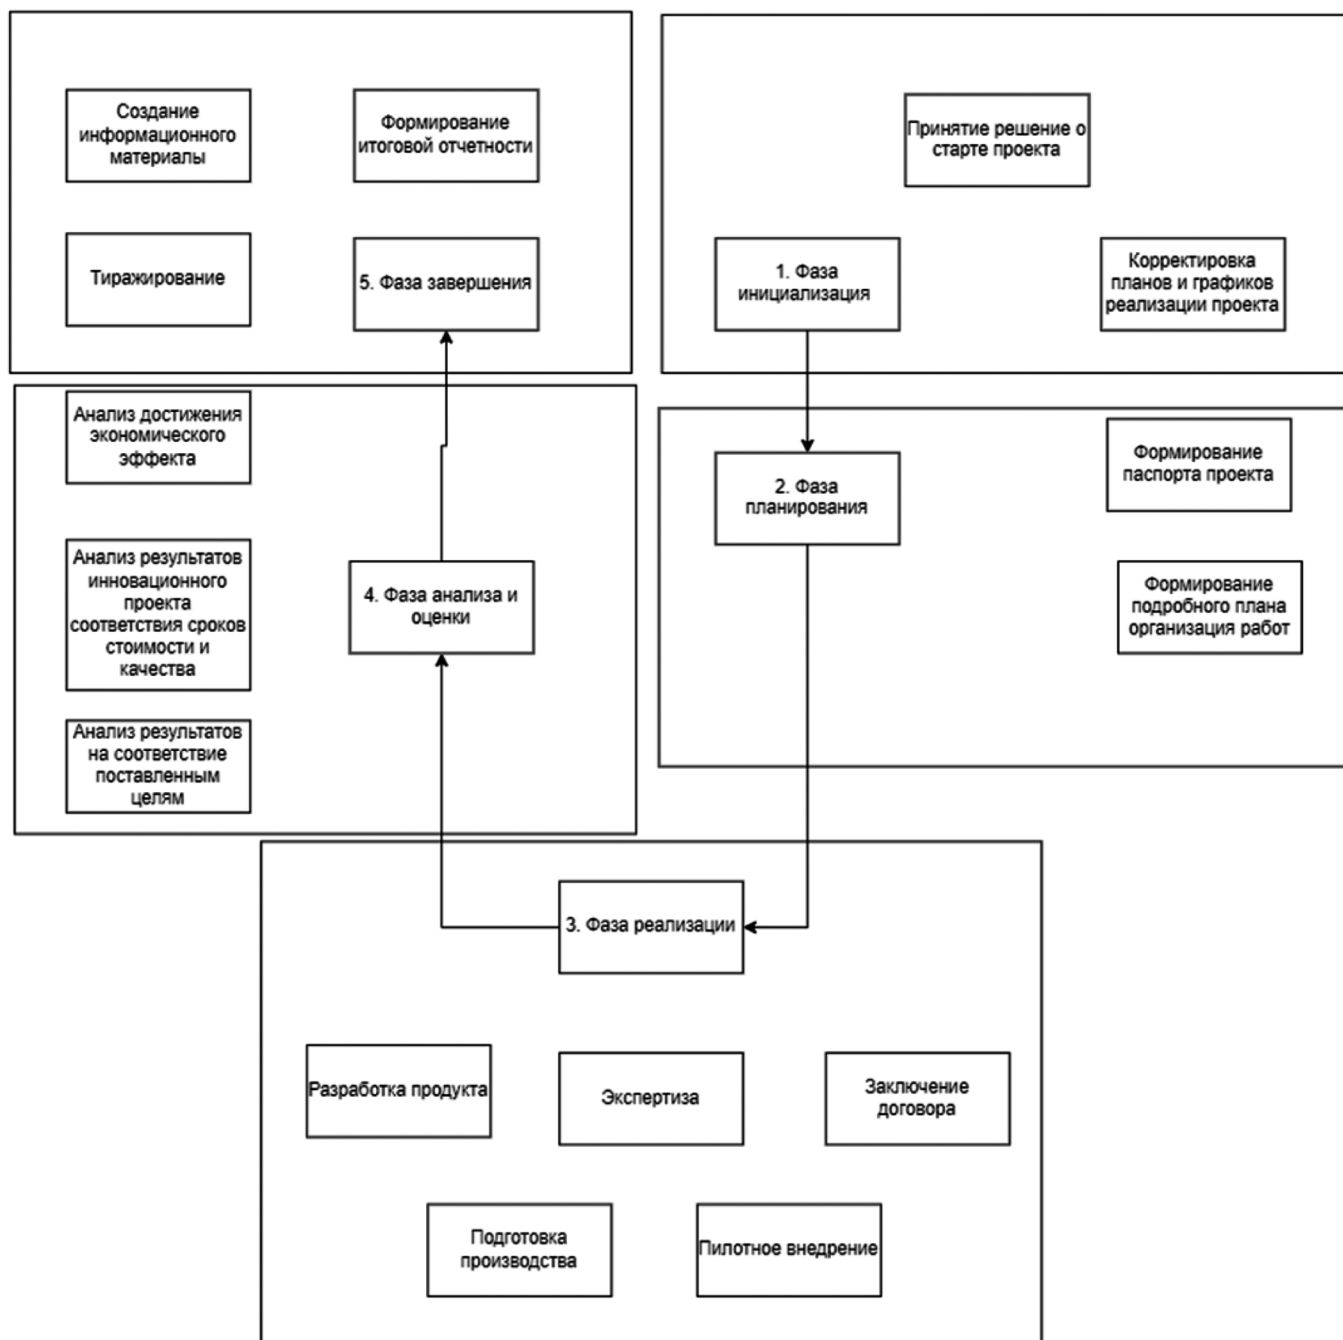 Создание
информационного
материалы
Формирование
итоговой отчетности
Тиражирование
5. Фаза завершения
Принятие решение о
старте проекта
1. Фаза
инициализация
Корректировка
планов и графиков
реализации проекта
Анализ достижения
экономического
эффекта
Анализ результатов
инновационного
проекта
соответствия сроков
стоимости и
качества
4. Фаза анализа и
оценки
Анализ результатов
на соответствие
поставленным
целям
2. Фаза
планирования
Формирование
паспорта проекта
Формирование
подробного плана
организация работ
3. Фаза реализации
Разработка продукта
Экспертиза
Заключение
договора
Подготовка
производства
Пилотное внедрение